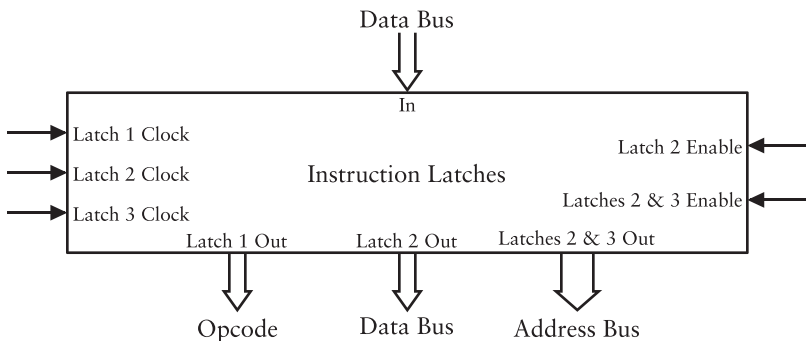 Data Bus
In
Latch 1 Clock
Latch 2 Enable
Latch 2 Clock
Instruction Latches
Latches 2 & 3 Enable
Latch 3 Clock
Latch 1 Out
Latch 2 Out
Latches 2 & 3 Out
Opcode
Data Bus
Address Bus